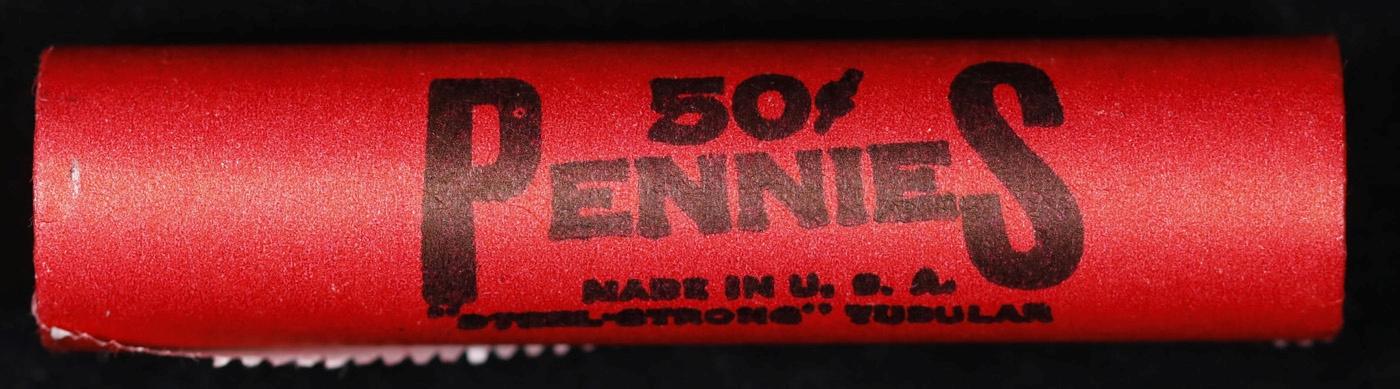 50¢
PENNIES
MADE IN U. S. A.
"STEEL-STRONG" TUBULAR